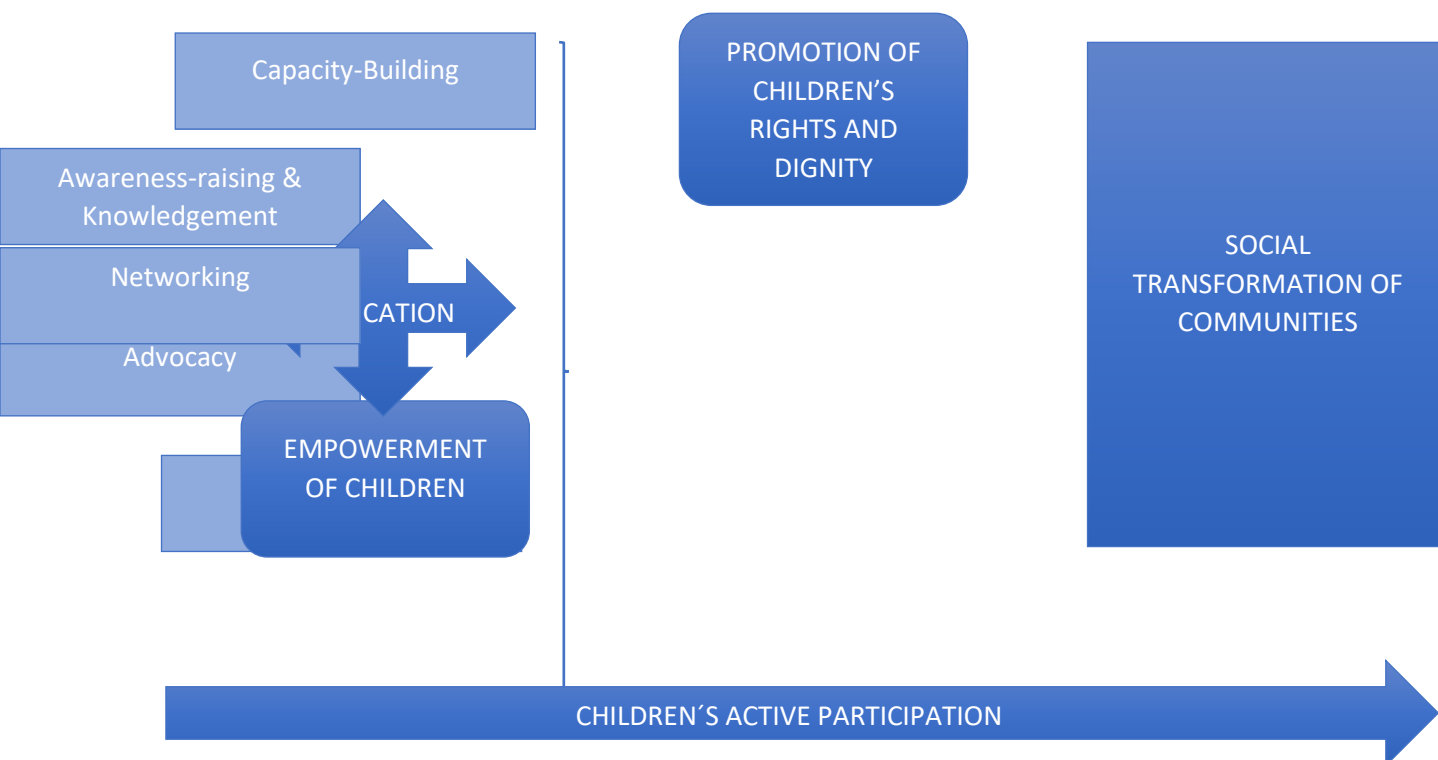 Capacity-Building
Awareness-raising &
Knowledgement
Networking
CATION
Advocacy
EMPOWERMENT
OF CHILDREN
PROMOTION OF
CHILDREN’S
RIGHTS AND
DIGNITY
SOCIAL
TRANSFORMATION OF
COMMUNITIES
CHILDREN´S ACTIVE PARTICIPATION